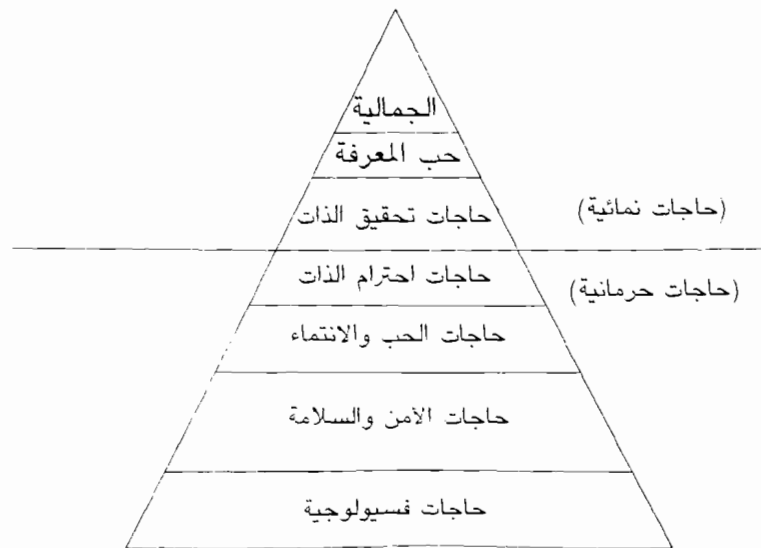 الجمالية
حب المعرفة
حاجات تحقيق الذات
(حاجات نمائية)
حاجات احترام الذات
(حاجات حرمانية)
حاجات الحب والانتماء
حاجات الأمن والسلامة
حاجات فسيولوجية